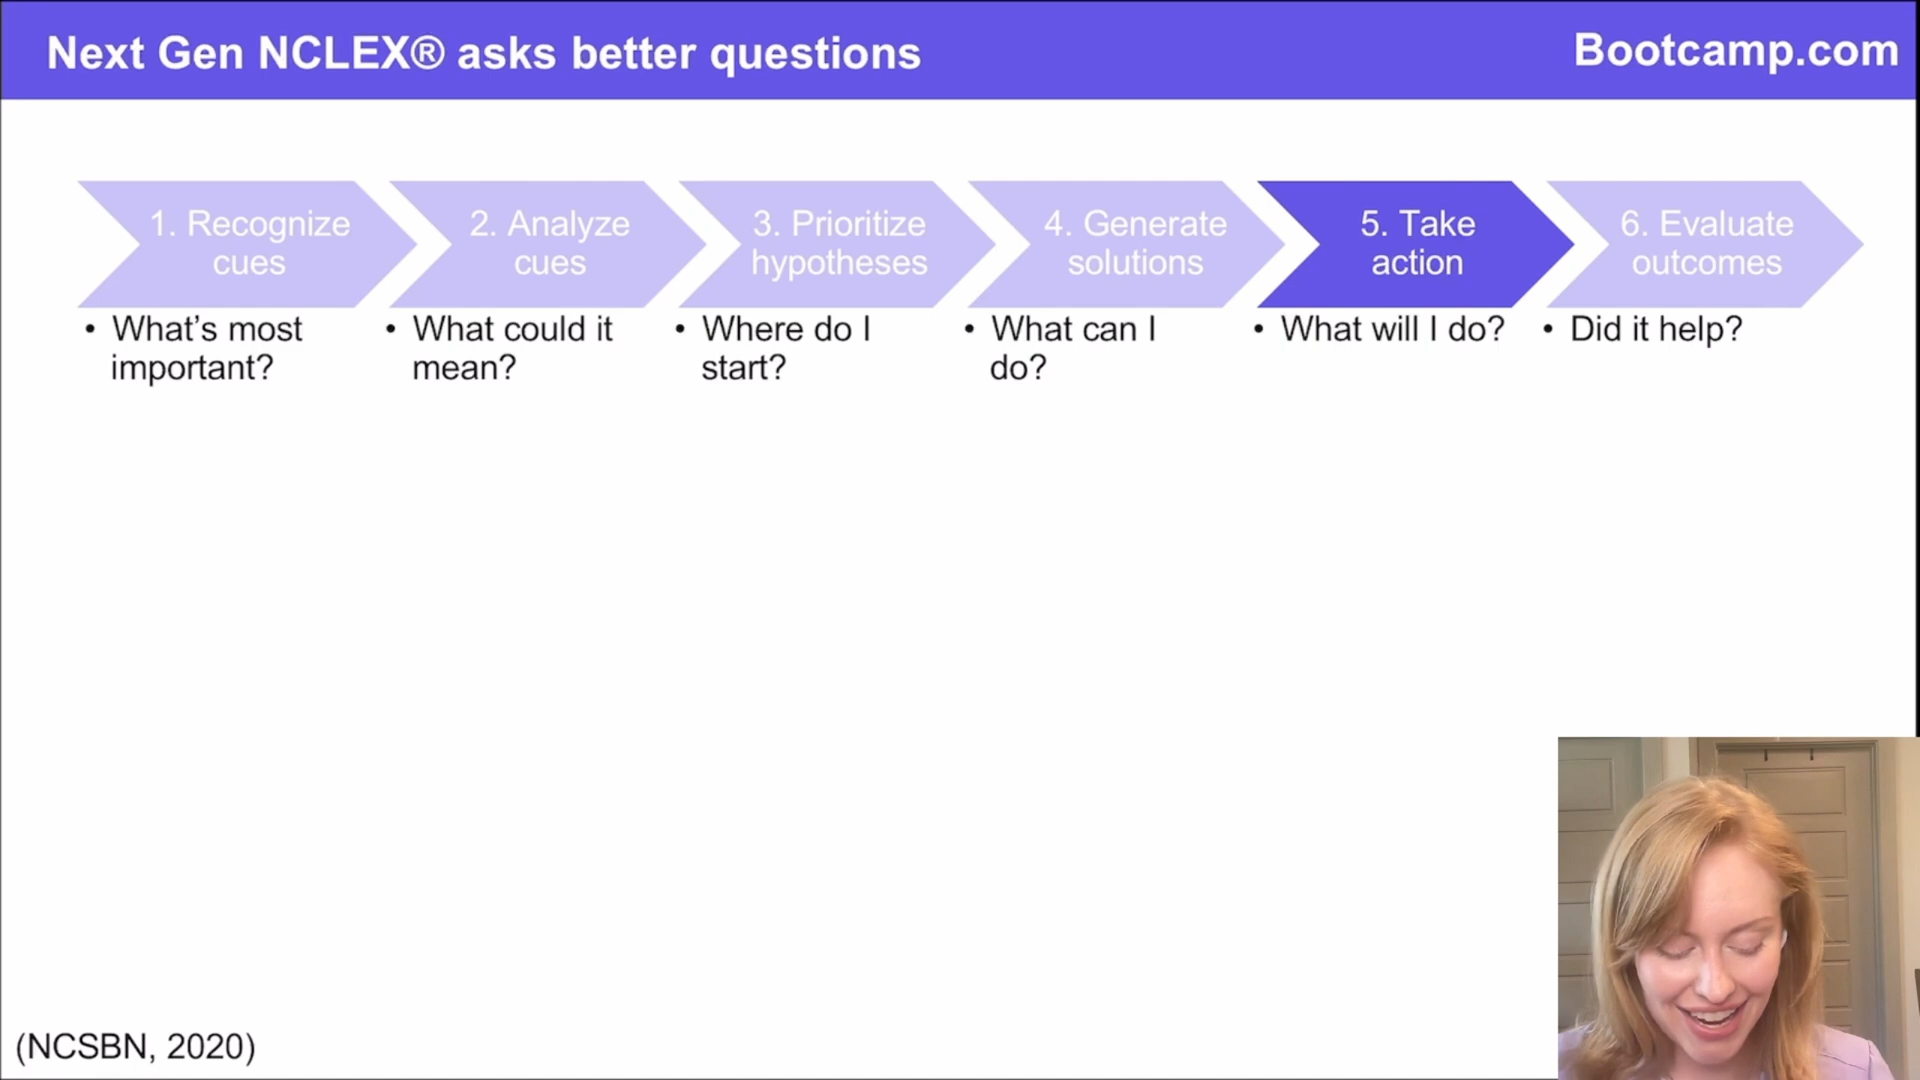 Next Gen NCLEX® asks better questions
Bootcamp.com
1. Recognize
cues
2. Analyze
cues
3. Prioritize
hypotheses
4. Generate
solutions
5. Take
action
6. Evaluate
outcomes
• What’s most
important?
• What could it
mean?
• Where do I
start?
• What can I
do?
• What will I do?
• Did it help?
(NCSBN, 2020)